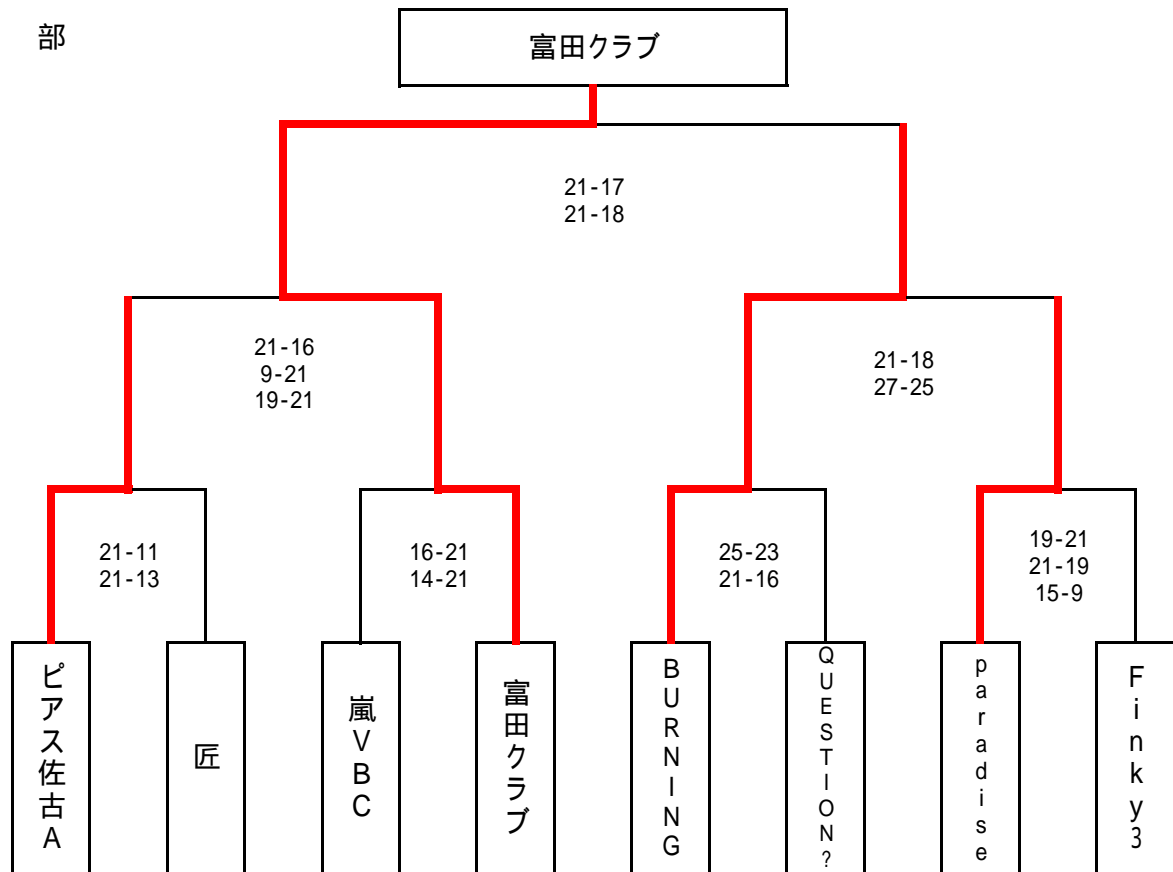 部
富田クラブ
21-17
21-18
21-16
9-21
19-21
21-18
27-25
21-11
21-13
16-21
14-21
25-23
21-16
19-21
21-19
15-9
ピアス佐古A
匠
嵐VBC
富田クラブ
BURNING
QUESTION?
paradise
Finky3